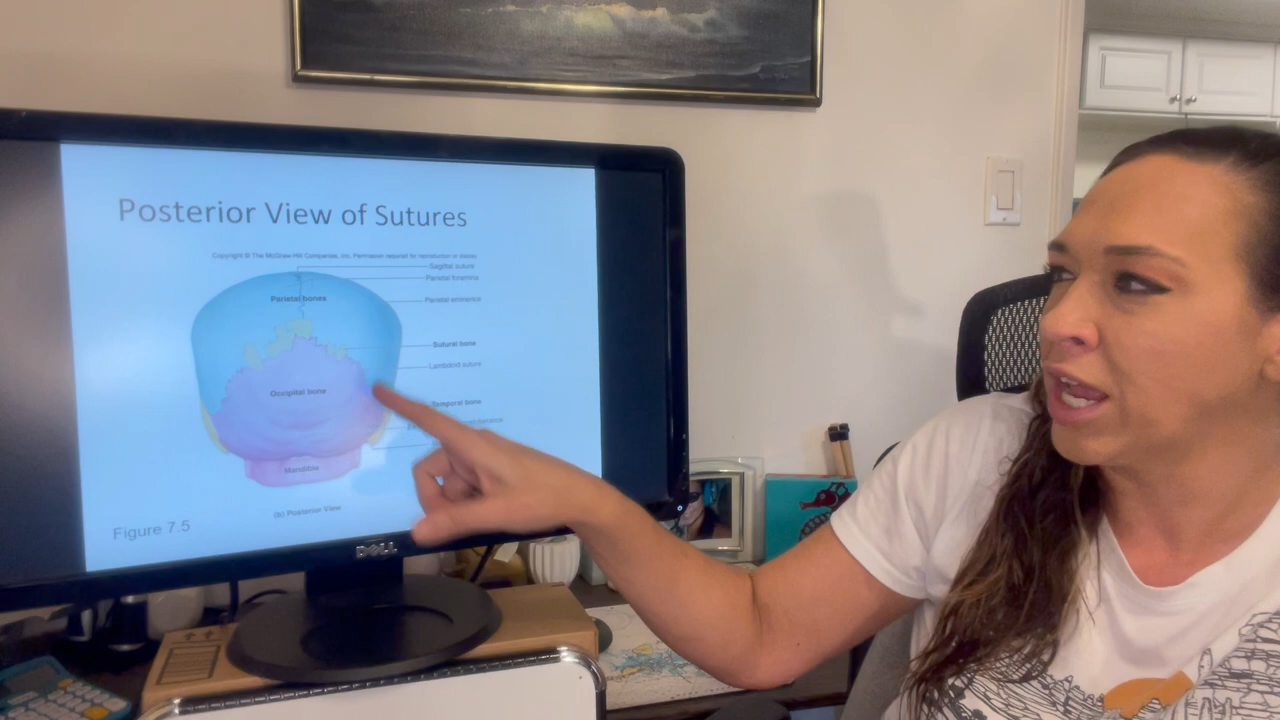 Posterior View of Sutures
Copyright © The McGraw-Hill Companies, Inc. Permission required for reproduction or display
Sagittal suture
Parietal foramina
Parietal bones
Parietal eminence
Sutural bone
Lambdoid suture
Occipital bone
Temporal bone
Mandible
(b) Posterior View
Figure 7.5
DELL